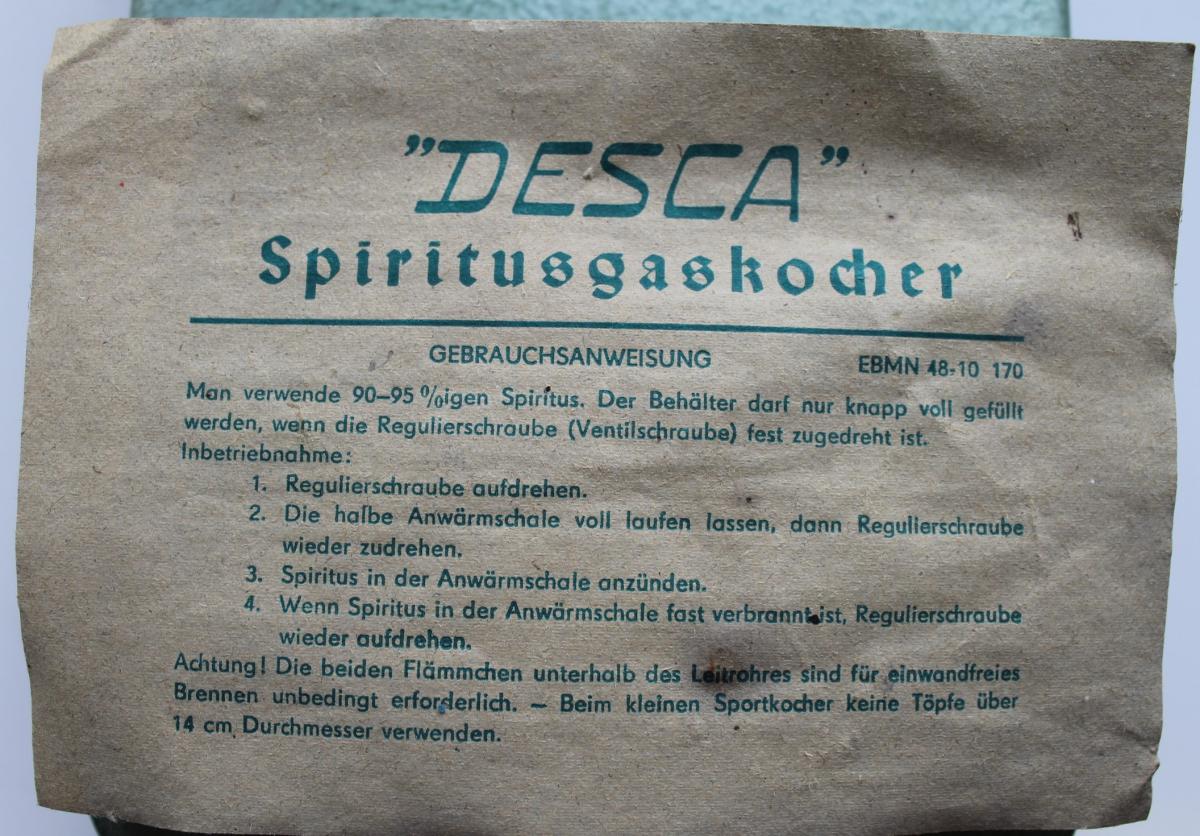 ”DESCA”
Spiritusgaskocher
GEBRAUCHSANWEISUNG EBMN 48-10 170
Man verwende 90–95 %igen Spiritus. Der Behälter darf nur knapp voll gefüllt
werden, wenn die Regulierschraube (Ventilschraube) fest zugedreht ist.
Inbetriebnahme:
1. Regulierschraube aufdrehen.
2. Die halbe Anwärmschale voll laufen lassen, dann Regulierschraube
wieder zudrehen.
3. Spiritus in der Anwärmschale anzünden.
4. Wenn Spiritus in der Anwärmschale fast verbrannt ist, Regulierschraube
wieder aufdrehen.
Achtung! Die beiden Flämmchen unterhalb des Leitrohres sind für einwandfreies
Brennen unbedingt erforderlich. – Beim kleinen Sportkocher keine Töpfe über
14 cm Durchmesser verwenden.